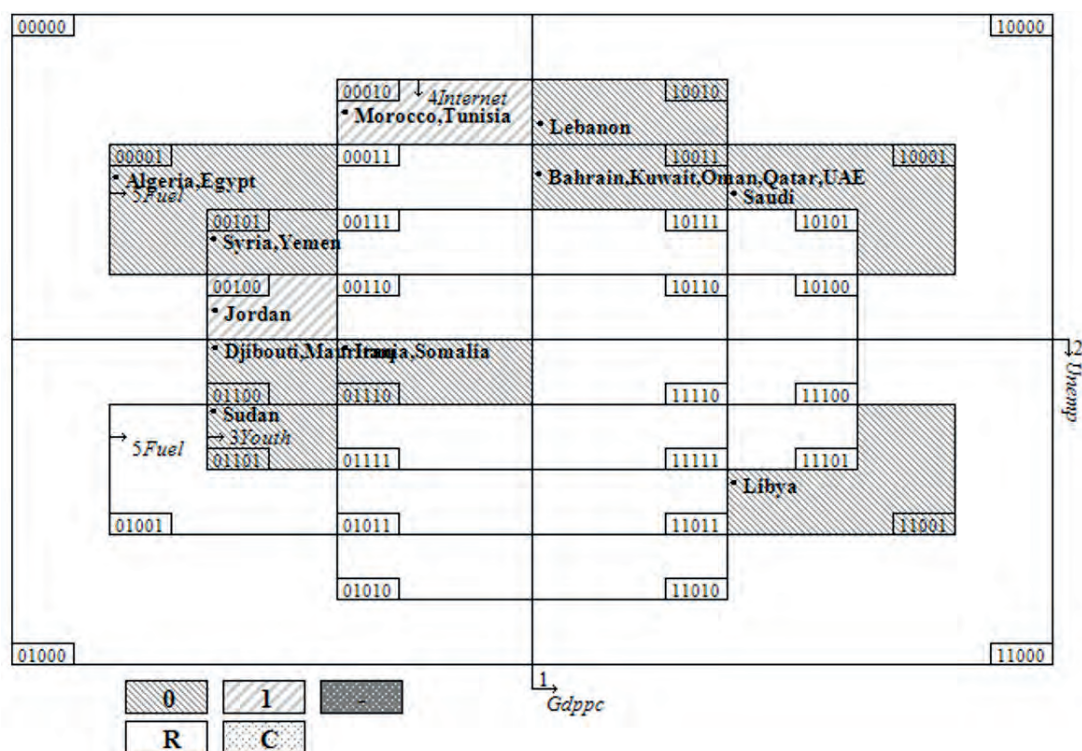 00000 10000
00010 4Internet 10010
Morocco,Tunisia
Lebanon
00001 00011 10011 10001
Algeria,Egypt Bahrain,Kuwait,Oman,Qatar,UAE
5Fuel Saudi
00101 00111 10111 10101
Syria,Yemen
00100 00110 10110 10100
Jordan
Djibouti,Mauritania,Somalia Iraq
2
Unemp
01100 01110 11110 11100
Sudan
5Fuel 3Youth
01101 01111 11111 11101
Libya
01001 01011 11011 11001
01010 11010
01000 11000
1
Gdppc
0 1 -
R C